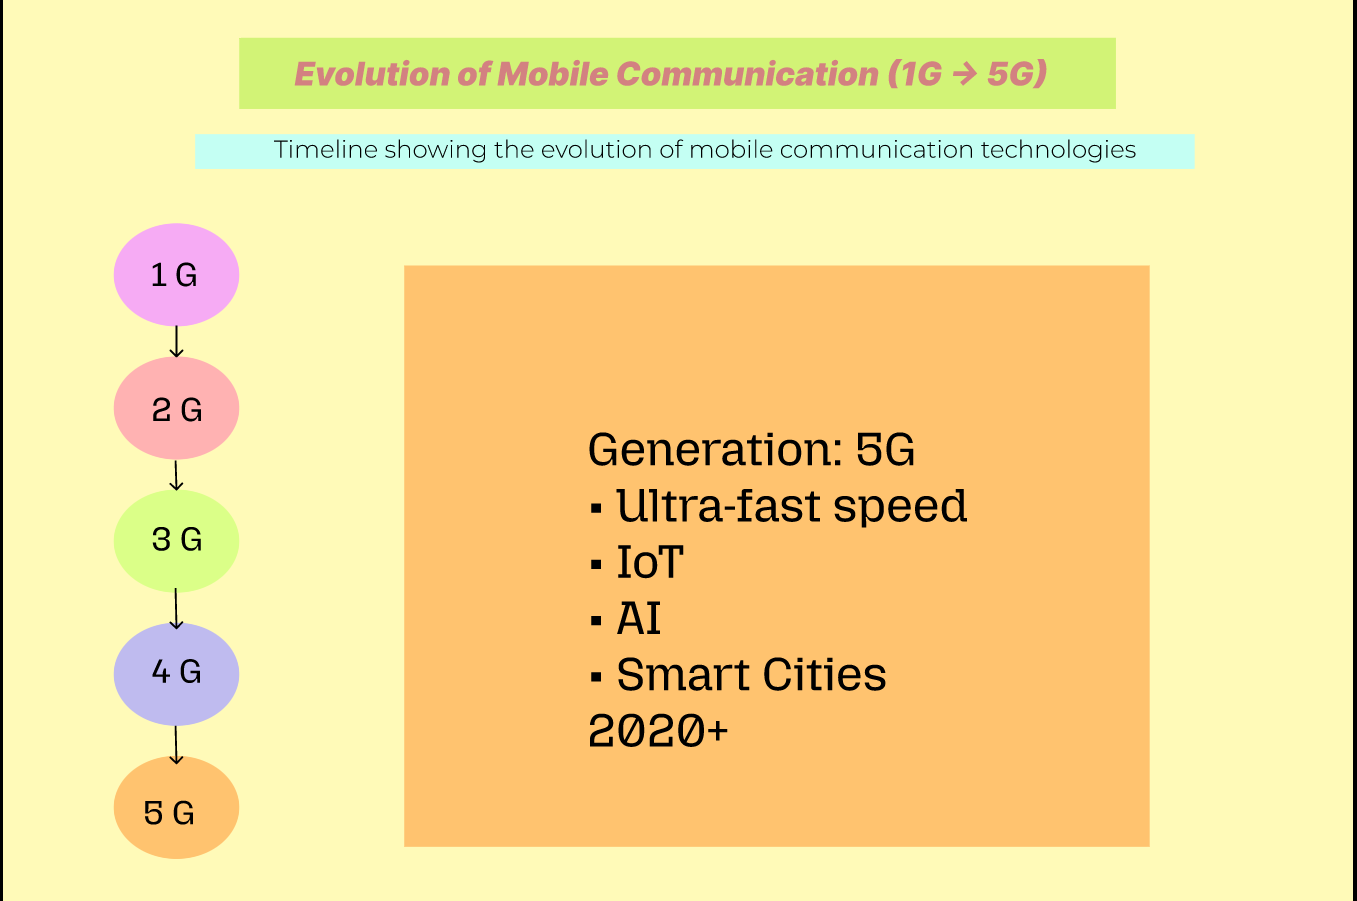 Evolution of Mobile Communication (1G → 5G)
Timeline showing the evolution of mobile communication technologies
1 G
2 G
3 G
4 G
5 G
Generation: 5G
▪ Ultra-fast speed
▪ IoT
▪ AI
▪ Smart Cities
2020+